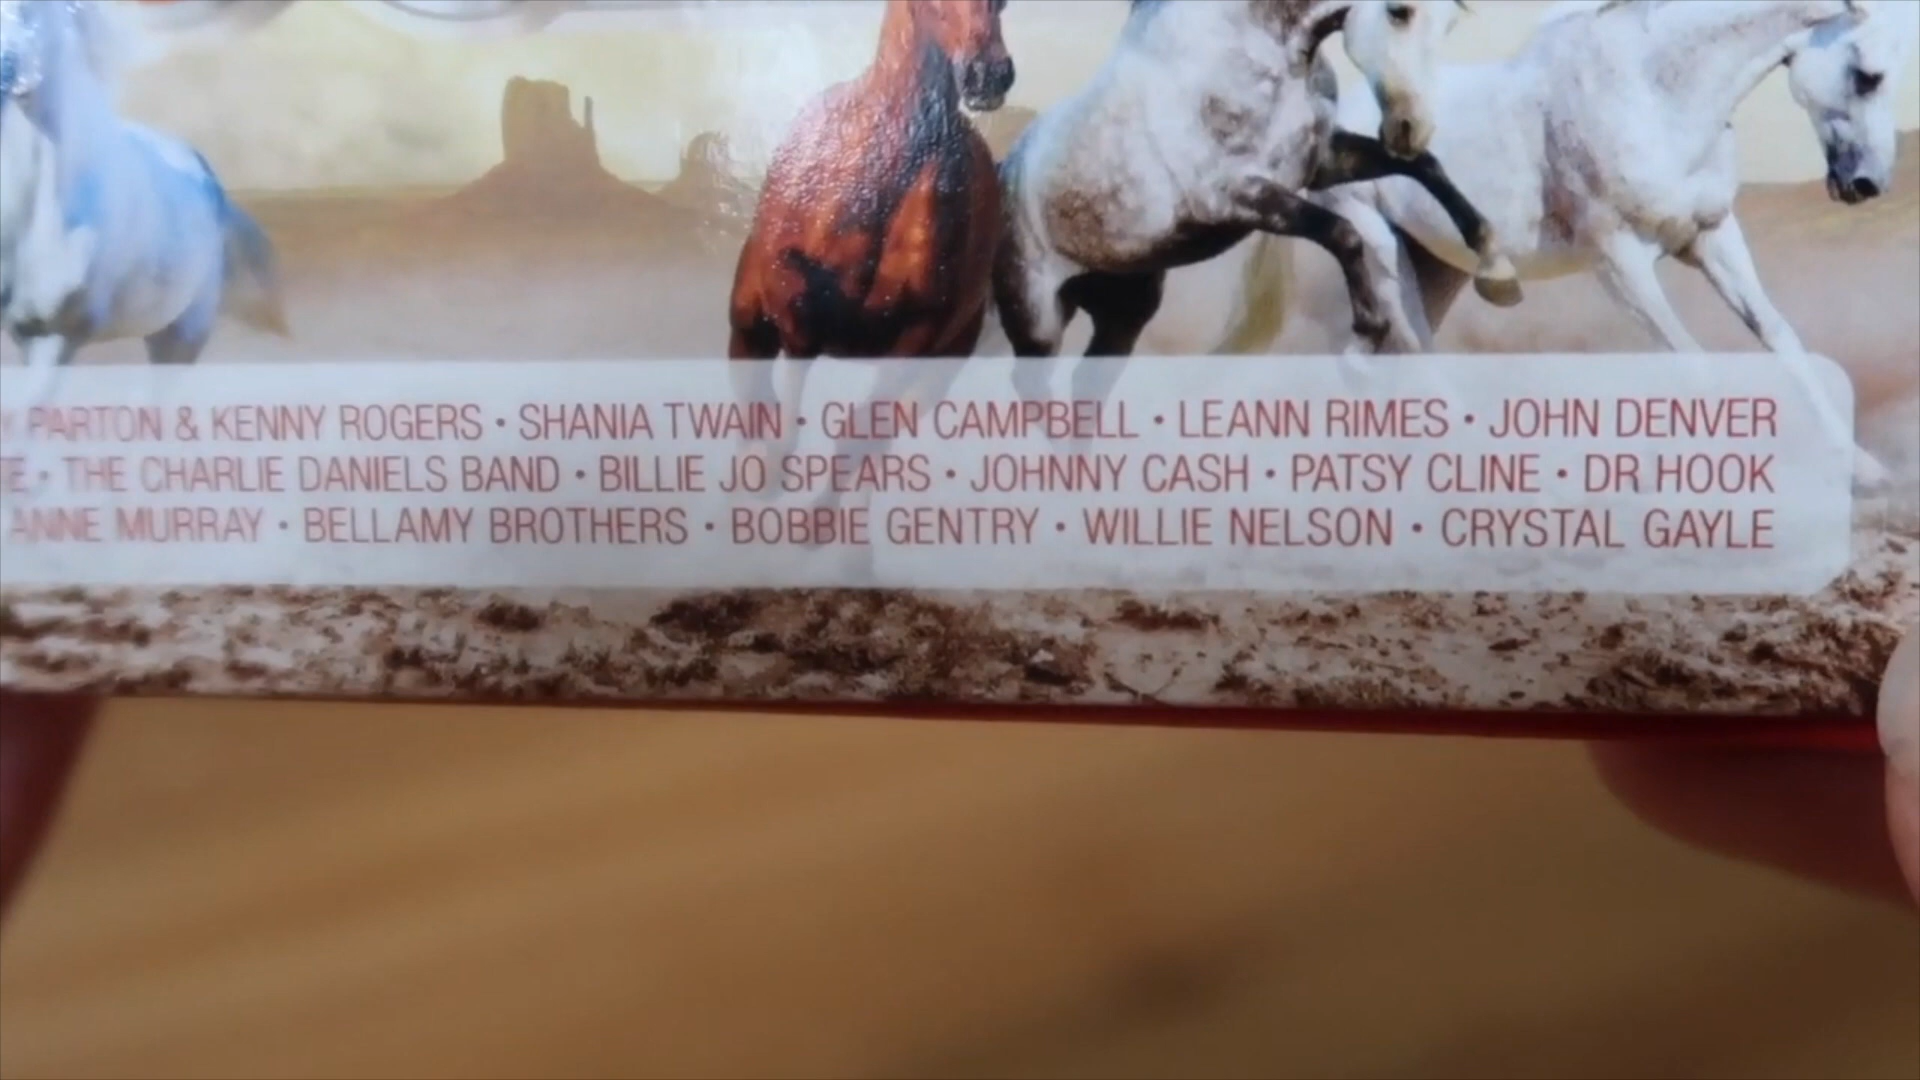 PARTON & KENNY ROGERS • SHANIA TWAIN • GLEN CAMPBELL • LEANN RIMES • JOHN DENVER
• THE CHARLIE DANIELS BAND • BILLIE JO SPEARS • JOHNNY CASH • PATSY CLINE • DR HOOK
ANNE MURRAY • BELLAMY BROTHERS • BOBBIE GENTRY • WILLIE NELSON • CRYSTAL GAYLE